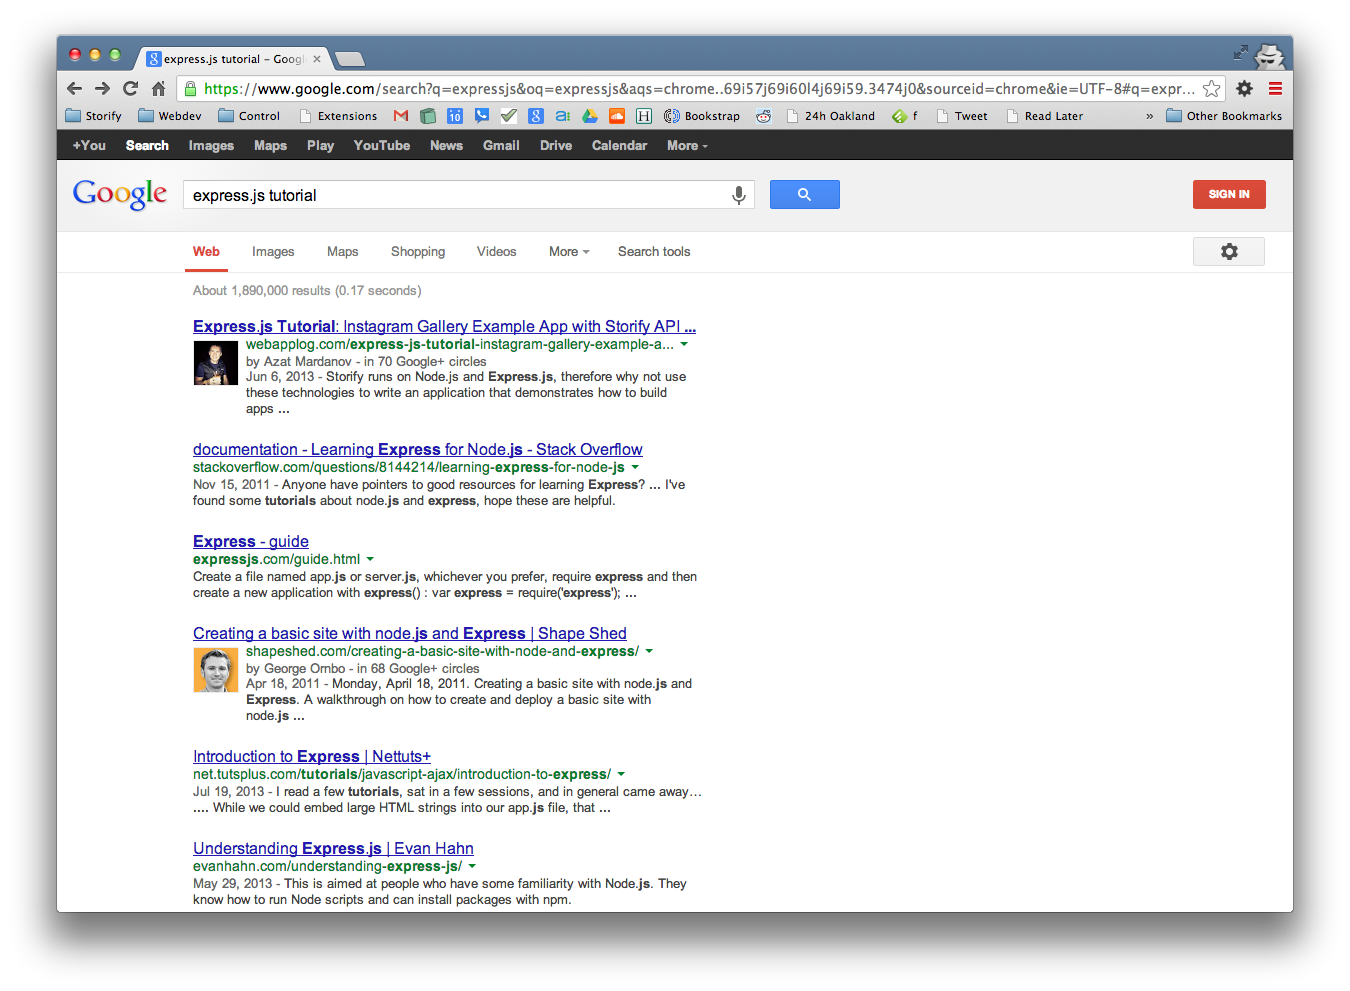 express.js tutorial – Googl
https://www.google.com/search?q=expressjs&oq=expressjs&aqs=chrome..69i57j69i60l4j69i59.3474j0&sourceid=chrome&ie=UTF-8#q=expr...
Storify Webdev Control Extensions Bookstrap 24h Oakland f Tweet Read Later » Other Bookmarks
+You Search Images Maps Play YouTube News Gmail Drive Calendar More
Google express.js tutorial SIGN IN
Web Images Maps Shopping Videos More Search tools
About 1,890,000 results (0.17 seconds)
Express.js Tutorial: Instagram Gallery Example App with Storify API ...
webapplog.com/express-js-tutorial-instagram-gallery-example-a...
by Azat Mardanov - in 70 Google+ circles
Jun 6, 2013 - Storify runs on Node.js and Express.js, therefore why not use
these technologies to write an application that demonstrates how to build
apps ...
documentation - Learning Express for Node.js - Stack Overflow
stackoverflow.com/questions/8144214/learning-express-for-node-js
Nov 15, 2011 - Anyone have pointers to good resources for learning Express? ... I've
found some tutorials about node.js and express, hope these are helpful.
Express - guide
expressjs.com/guide.html
Create a file named app.js or server.js, whichever you prefer, require express and then
create a new application with express() : var express = require('express'); ...
Creating a basic site with node.js and Express | Shape Shed
shapeshed.com/creating-a-basic-site-with-node-and-express/
by George Ornbo - in 68 Google+ circles
Apr 18, 2011 - Monday, April 18, 2011. Creating a basic site with node.js and
Express. A walkthrough on how to create and deploy a basic site with
node.js ...
Introduction to Express | Nettuts+
net.tutsplus.com/tutorials/javascript-ajax/introduction-to-express/
Jul 19, 2013 - I read a few tutorials, sat in a few sessions, and in general came away...
.... While we could embed large HTML strings into our app.js file, that ...
Understanding Express.js | Evan Hahn
evanhahn.com/understanding-express-js/
May 29, 2013 - This is aimed at people who have some familiarity with Node.js. They
know how to run Node scripts and can install packages with npm.